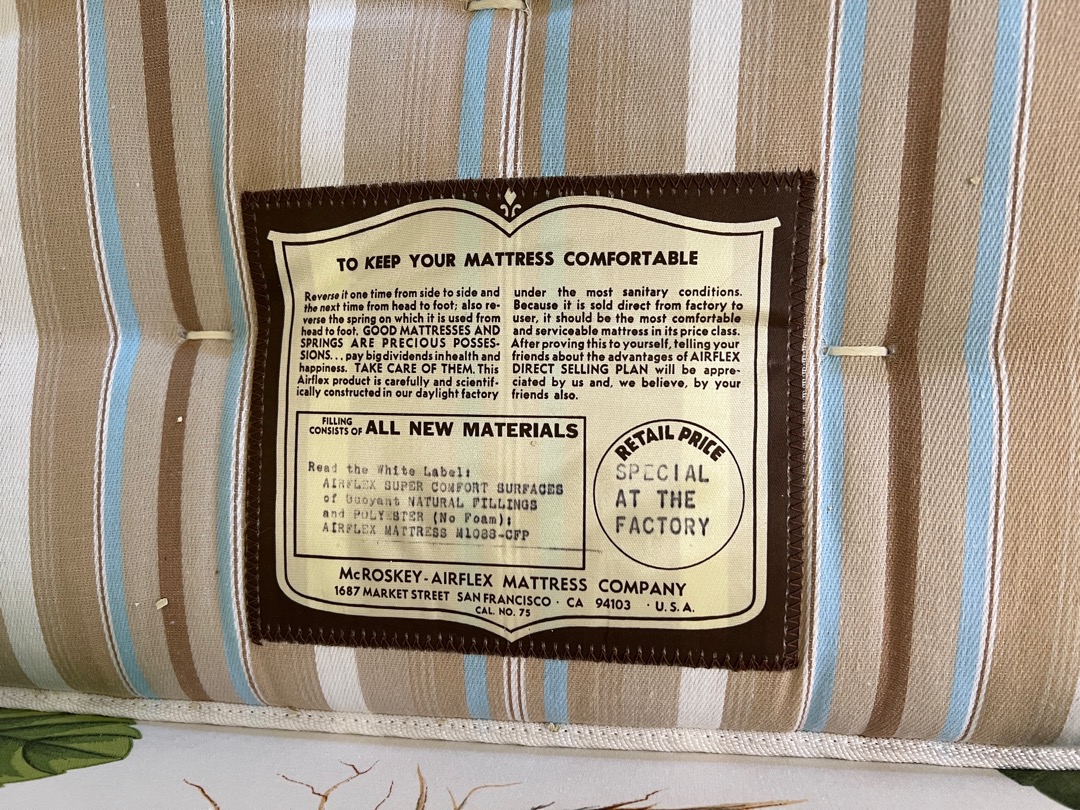 TO KEEP YOUR MATTRESS COMFORTABLE
Reverse it one time from side to side and
the next time from head to foot; also re-
verse the spring on which it is used from
head to foot. GOOD MATTRESSES AND
SPRINGS ARE PRECIOUS POSSES-
SIONS... pay big dividends in health and
happiness. TAKE CARE OF THEM. This
Airflex product is carefully and scientif-
ically constructed in our daylight factory
under the most sanitary conditions.
Because it is sold direct from factory to
user, it should be the most comfortable
and serviceable mattress in its price class.
After proving this to yourself, telling your
friends about the advantages of AIRFLEX
DIRECT SELLING PLAN will be appre-
ciated by us and, we believe, by your
friends also.
FILLING
CONSISTS OF ALL NEW MATERIALS
Read the White Label:
AIRFLEX SUPER COMFORT SURFACES
of Buoyant NATURAL FILLINGS
and POLYESTER (No Foam);
AIRFLEX MATTRESS M1088-CFP
RETAIL PRICE
SPECIAL
AT THE
FACTORY
McROSKEY-AIRFLEX MATTRESS COMPANY
1687 MARKET STREET SAN FRANCISCO · CA 94103 · U.S.A.
CAL. NO. 75